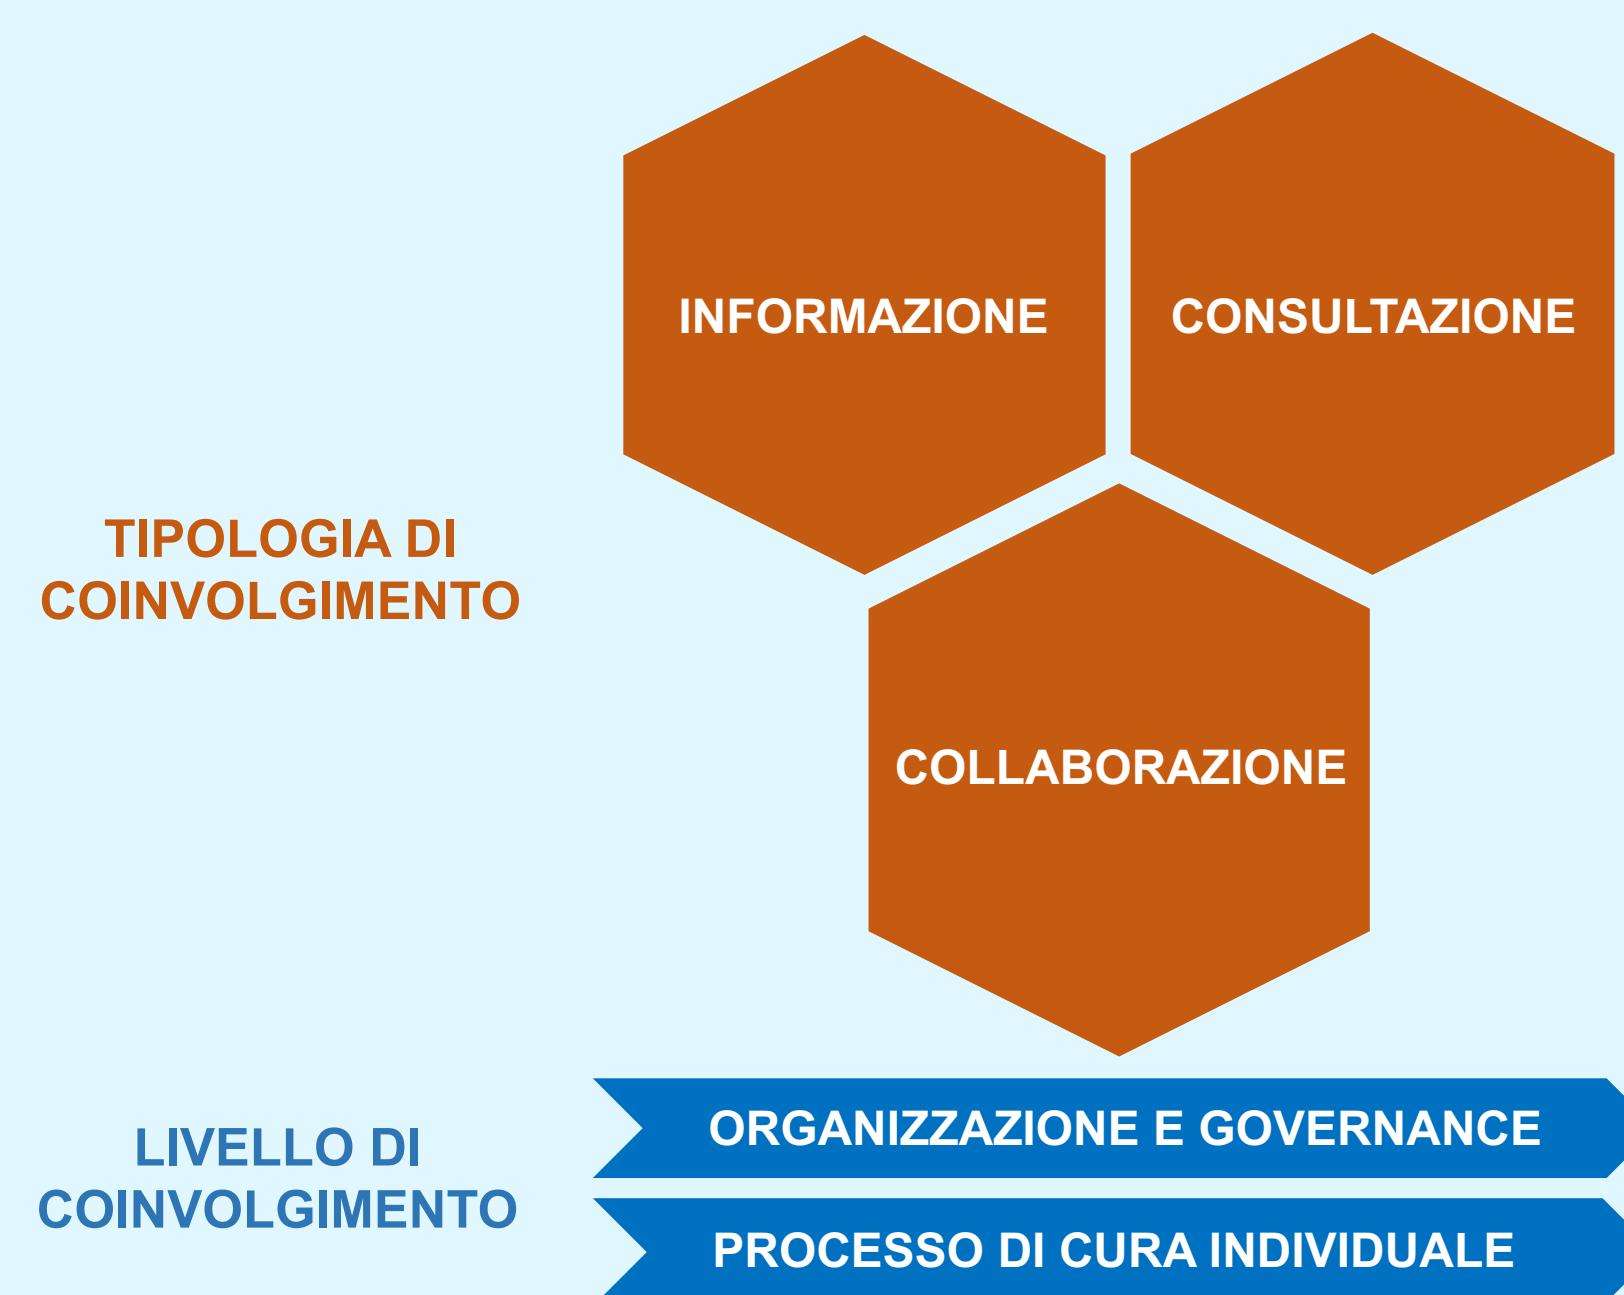 INFORMAZIONE
CONSULTAZIONE
TIPOLOGIA DI
COINVOLGIMENTO
COLLABORAZIONE
LIVELLO DI
COINVOLGIMENTO
ORGANIZZAZIONE E GOVERNANCE
PROCESSO DI CURA INDIVIDUALE